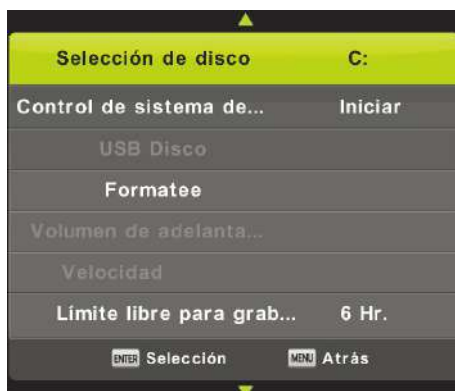 Selección de disco C:
Control de sistema de... Iniciar
USB Disco
Formatee
Volumen de adelanta...
Velocidad
Límite libre para grab... 6 Hr.
ENTER Selección MENU Atrás